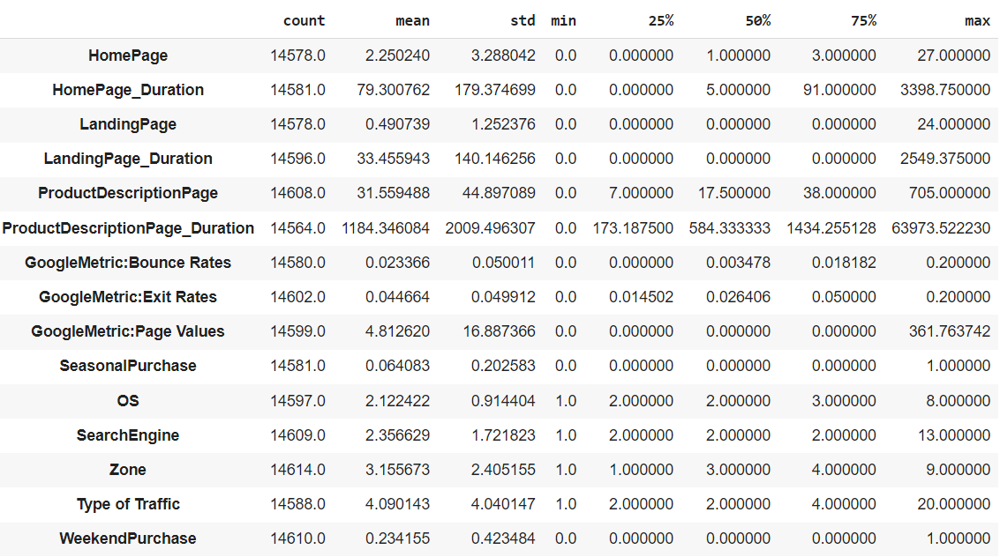 count mean std min 25% 50% 75% max
HomePage 14578.0 2.250240 3.288042 0.0 0.000000 1.000000 3.000000 27.000000
HomePage_Duration 14581.0 79.300762 179.374699 0.0 0.000000 5.000000 91.000000 3398.750000
LandingPage 14578.0 0.490739 1.252376 0.0 0.000000 0.000000 0.000000 24.000000
LandingPage_Duration 14596.0 33.455943 140.146256 0.0 0.000000 0.000000 0.000000 2549.375000
ProductDescriptionPage 14608.0 31.559488 44.897089 0.0 7.000000 17.500000 38.000000 705.000000
ProductDescriptionPage_Duration 14564.0 1184.346084 2009.496307 0.0 173.187500 584.333333 1434.255128 63973.522230
GoogleMetric:Bounce Rates 14580.0 0.023366 0.050011 0.0 0.000000 0.003478 0.018182 0.200000
GoogleMetric:Exit Rates 14602.0 0.044664 0.049912 0.0 0.014502 0.026406 0.050000 0.200000
GoogleMetric:Page Values 14599.0 4.812620 16.887366 0.0 0.000000 0.000000 0.000000 361.763742
SeasonalPurchase 14581.0 0.064083 0.202583 0.0 0.000000 0.000000 0.000000 1.000000
OS 14597.0 2.122422 0.914404 1.0 2.000000 2.000000 3.000000 8.000000
SearchEngine 14609.0 2.356629 1.721823 1.0 2.000000 2.000000 2.000000 13.000000
Zone 14614.0 3.155673 2.405155 1.0 1.000000 3.000000 4.000000 9.000000
Type of Traffic 14588.0 4.090143 4.040147 1.0 2.000000 2.000000 4.000000 20.000000
WeekendPurchase 14610.0 0.234155 0.423484 0.0 0.000000 0.000000 0.000000 1.000000